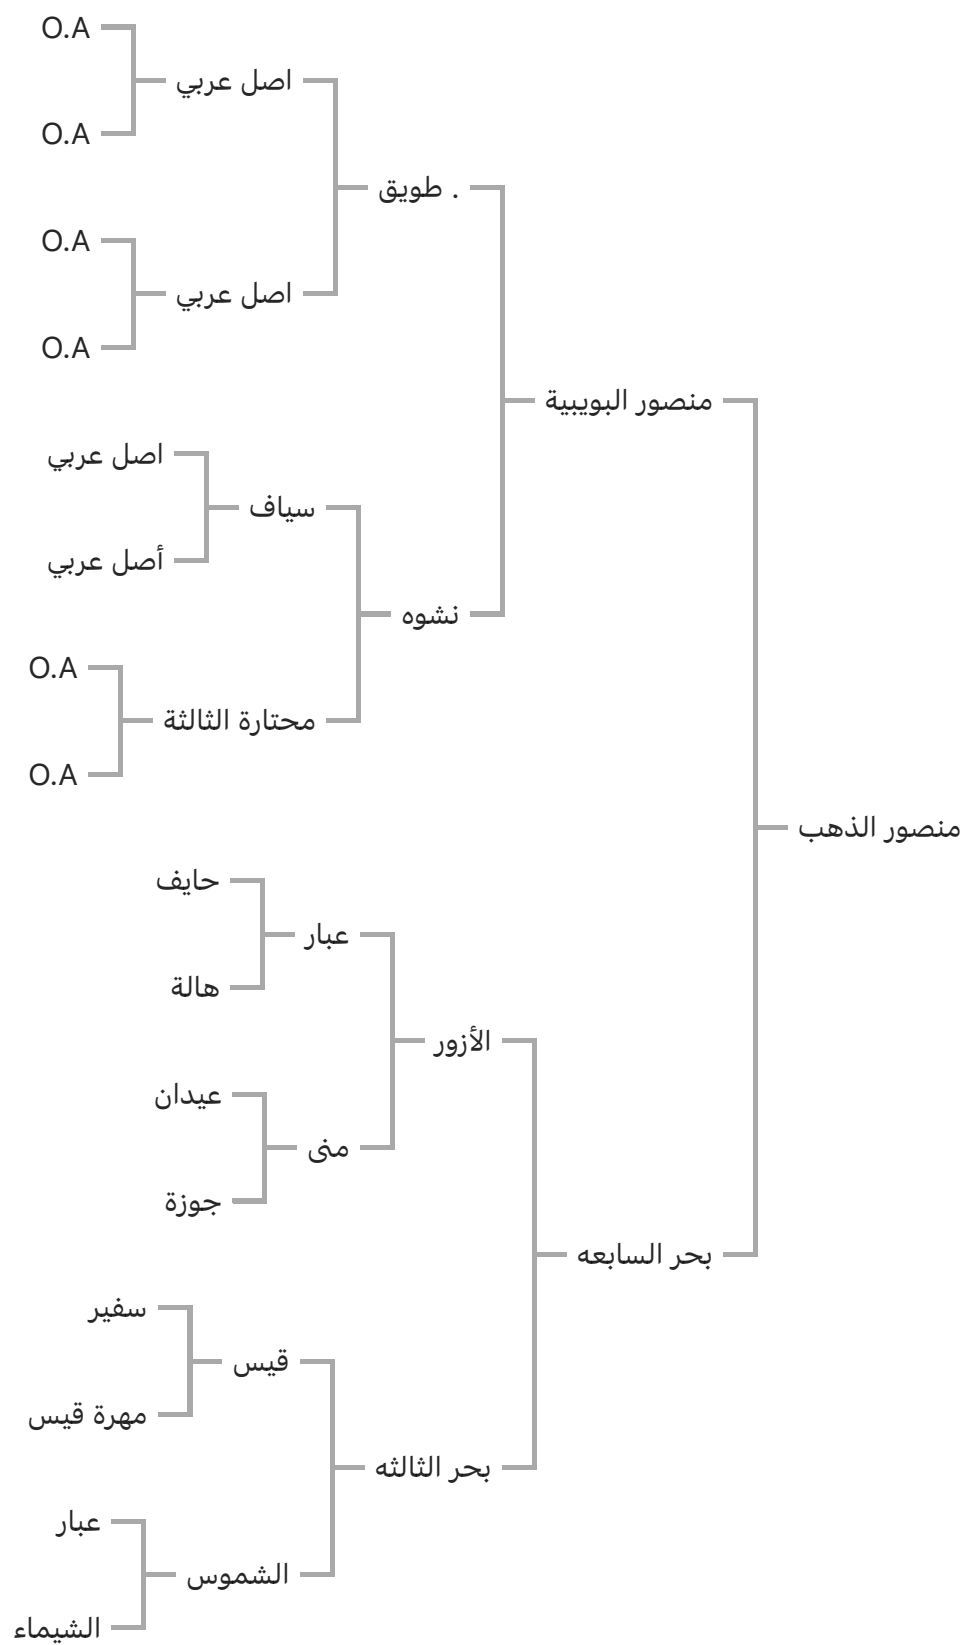 O.A
اصل عربي
O.A
. طويق
O.A
اصل عربي
O.A
منصور البويبية
اصل عربي
سياف
أصل عربي
نشوه
O.A
محتارة الثالثة
O.A
منصور الذهب
حايف
عبار
هالة
الأزور
عيدان
منى
جوزة
بحر السابعه
سفير
قيس
مهرة قيس
بحر الثالثه
عبار
الشموس
الشيماء